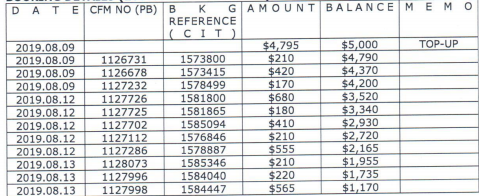 D A T E CFM NO (PB) B K G A M O U N T B A L A N C E M E M O
REFERENCE
( C I T )
2019.08.09 $4,795 $5,000 TOP-UP
2019.08.09 1126731 1573800 $210 $4,790
2019.08.09 1126678 1573415 $420 $4,370
2019.08.09 1127232 1578499 $170 $4,200
2019.08.12 1127726 1581800 $680 $3,520
2019.08.12 1127725 1581865 $180 $3,340
2019.08.12 1127702 1585094 $410 $2,930
2019.08.12 1127112 1576846 $210 $2,720
2019.08.12 1127286 1578887 $555 $2,165
2019.08.13 1128073 1585346 $210 $1,955
2019.08.13 1127996 1584040 $220 $1,735
2019.08.13 1127998 1584447 $565 $1,170